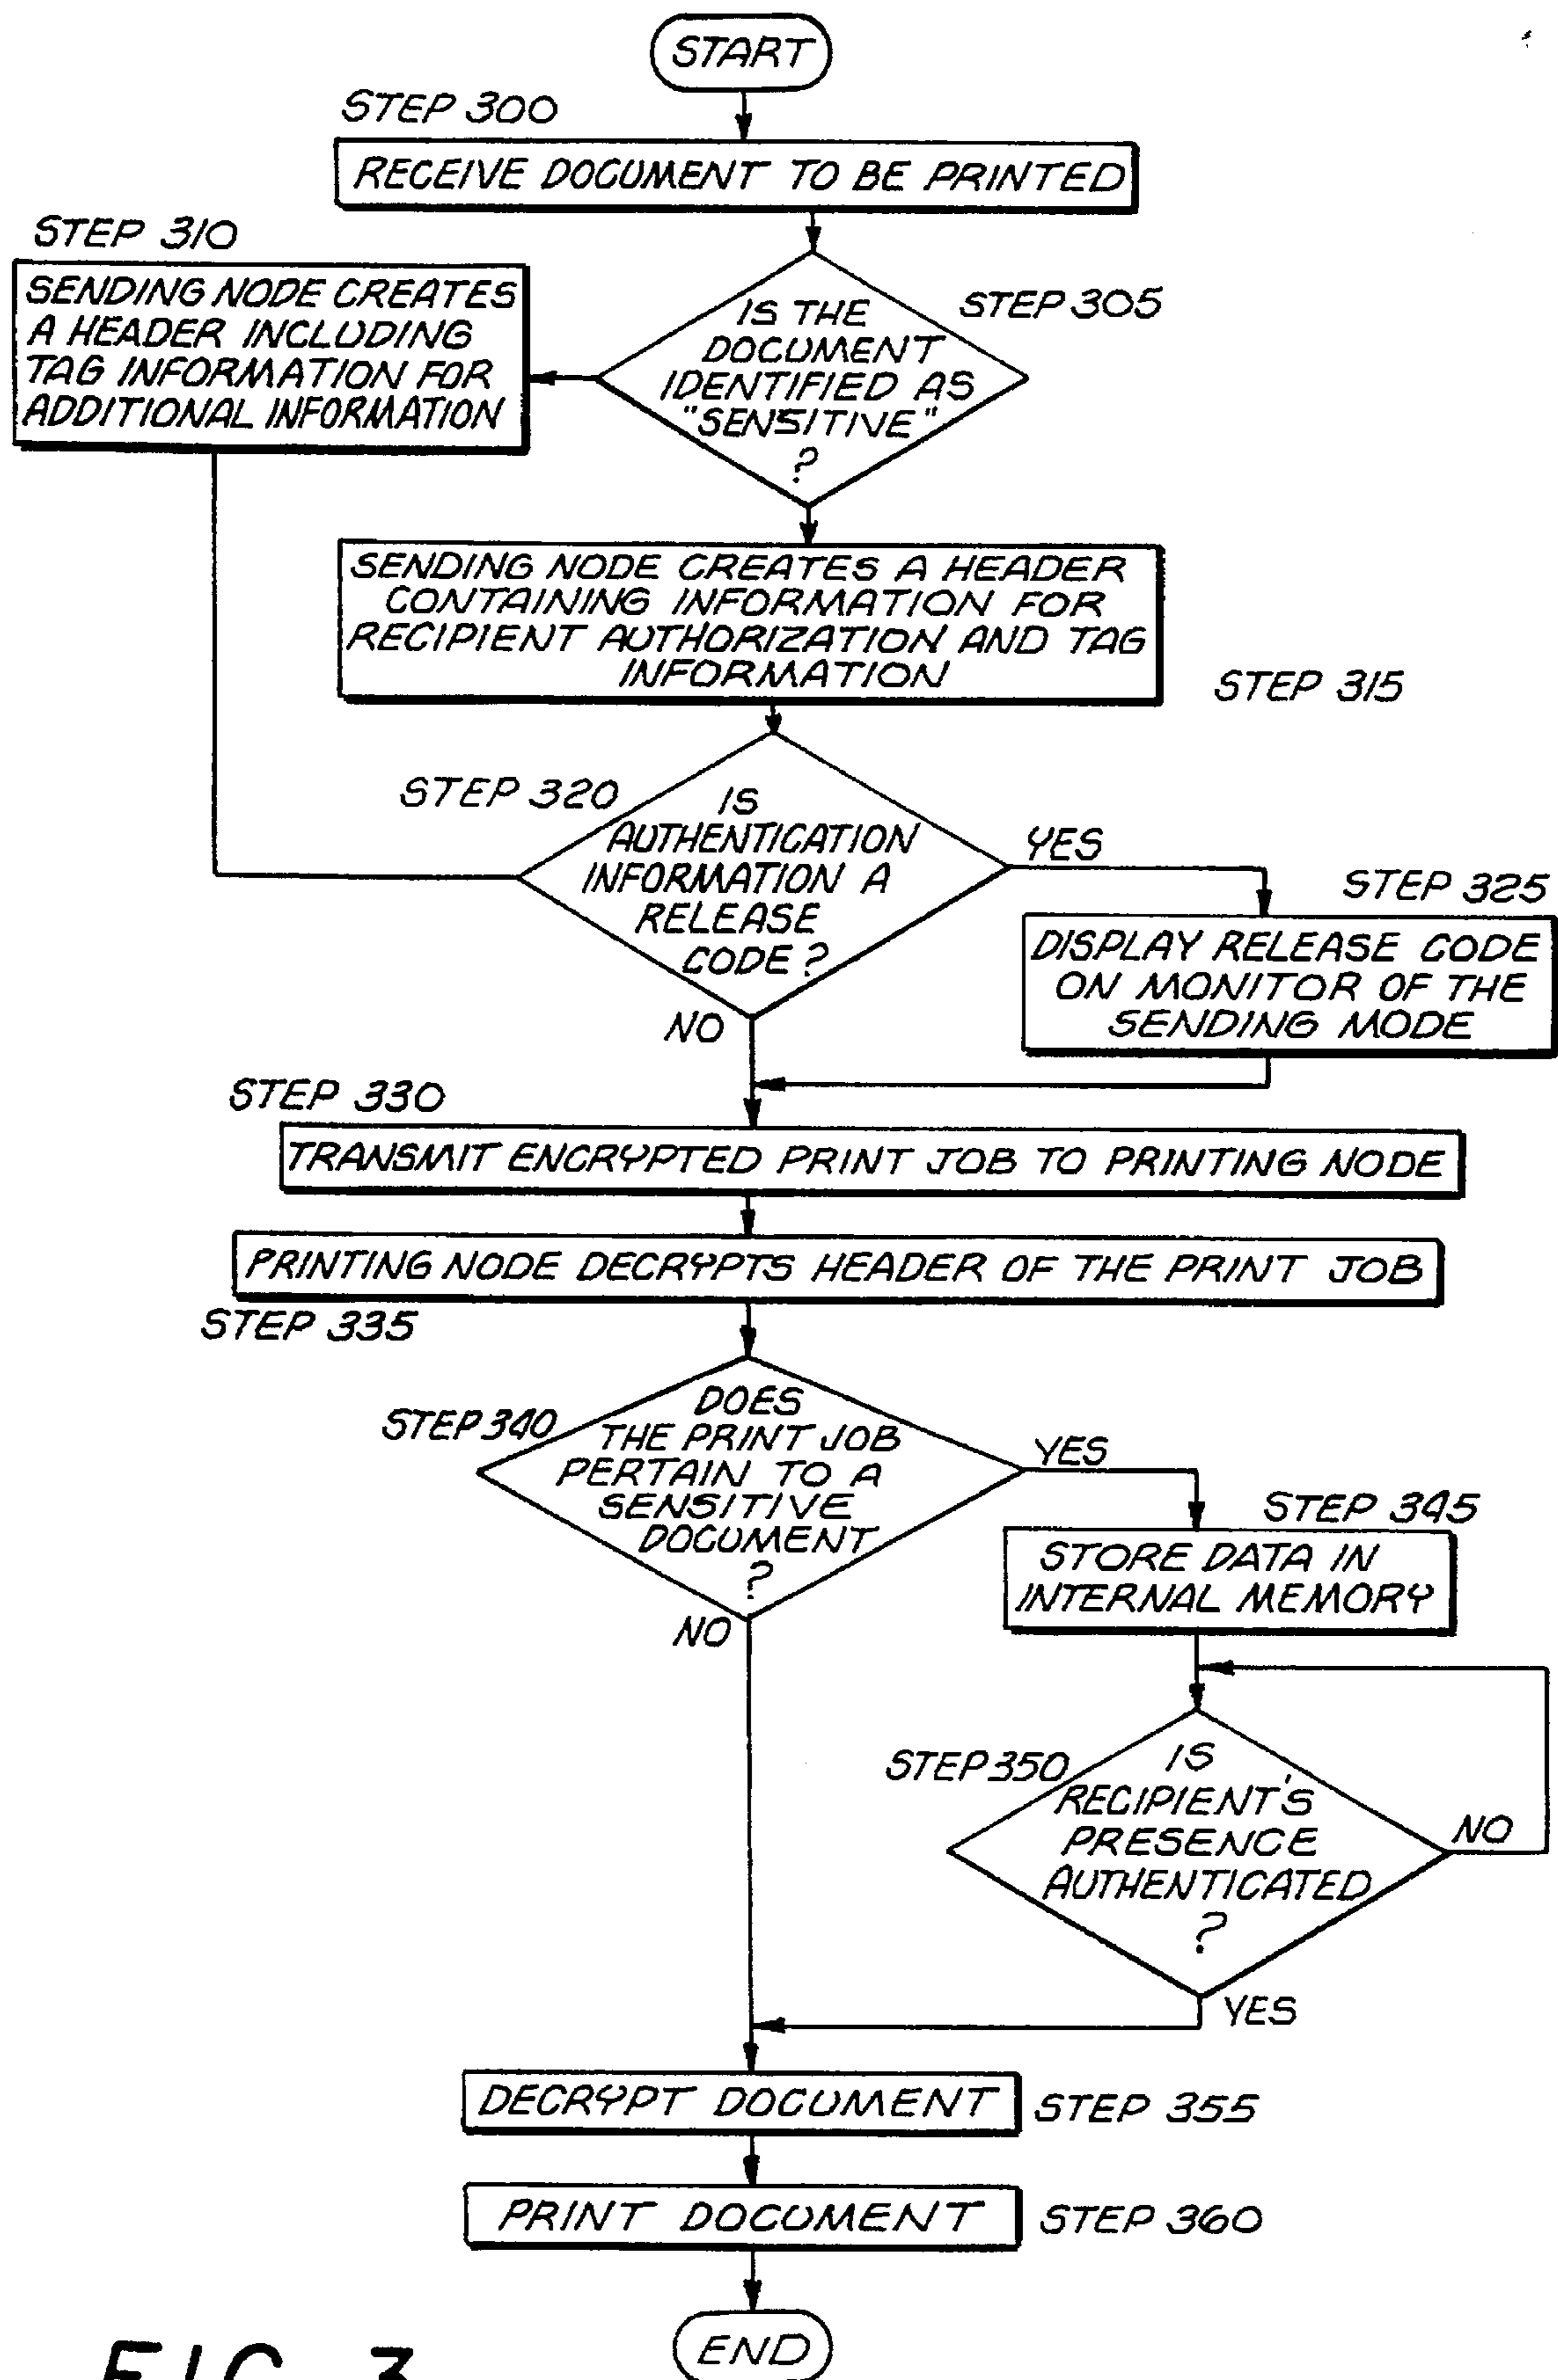 START
STEP 300
RECEIVE DOCUMENT TO BE PRINTED
STEP 310
SENDING NODE CREATES
A HEADER INCLUDING
TAG INFORMATION FOR
ADDITIONAL INFORMATION
STEP 305
IS THE
DOCUMENT
IDENTIFIED AS
"SENSITIVE"
?
SENDING NODE CREATES A HEADER
CONTAINING INFORMATION FOR
RECIPIENT AUTHORIZATION AND TAG
INFORMATION
STEP 315
STEP 320
IS
AUTHENTICATION
INFORMATION A
RELEASE
CODE?
YES
NO
STEP 325
DISPLAY RELEASE CODE
ON MONITOR OF THE
SENDING MODE
STEP 330
TRANSMIT ENCRYPTED PRINT JOB TO PRINTING NODE
PRINTING NODE DECRYPTS HEADER OF THE PRINT JOB
STEP 335
STEP 340
DOES
THE PRINT JOB
PERTAIN TO A
SENSITIVE
DOCUMENT
?
YES
NO
STEP 345
STORE DATA IN
INTERNAL MEMORY
STEP 350
IS
RECIPIENT'S
PRESENCE
AUTHENTICATED
?
NO
YES
DECRYPT DOCUMENT
STEP 355
PRINT DOCUMENT
STEP 360
END
FIG. 3